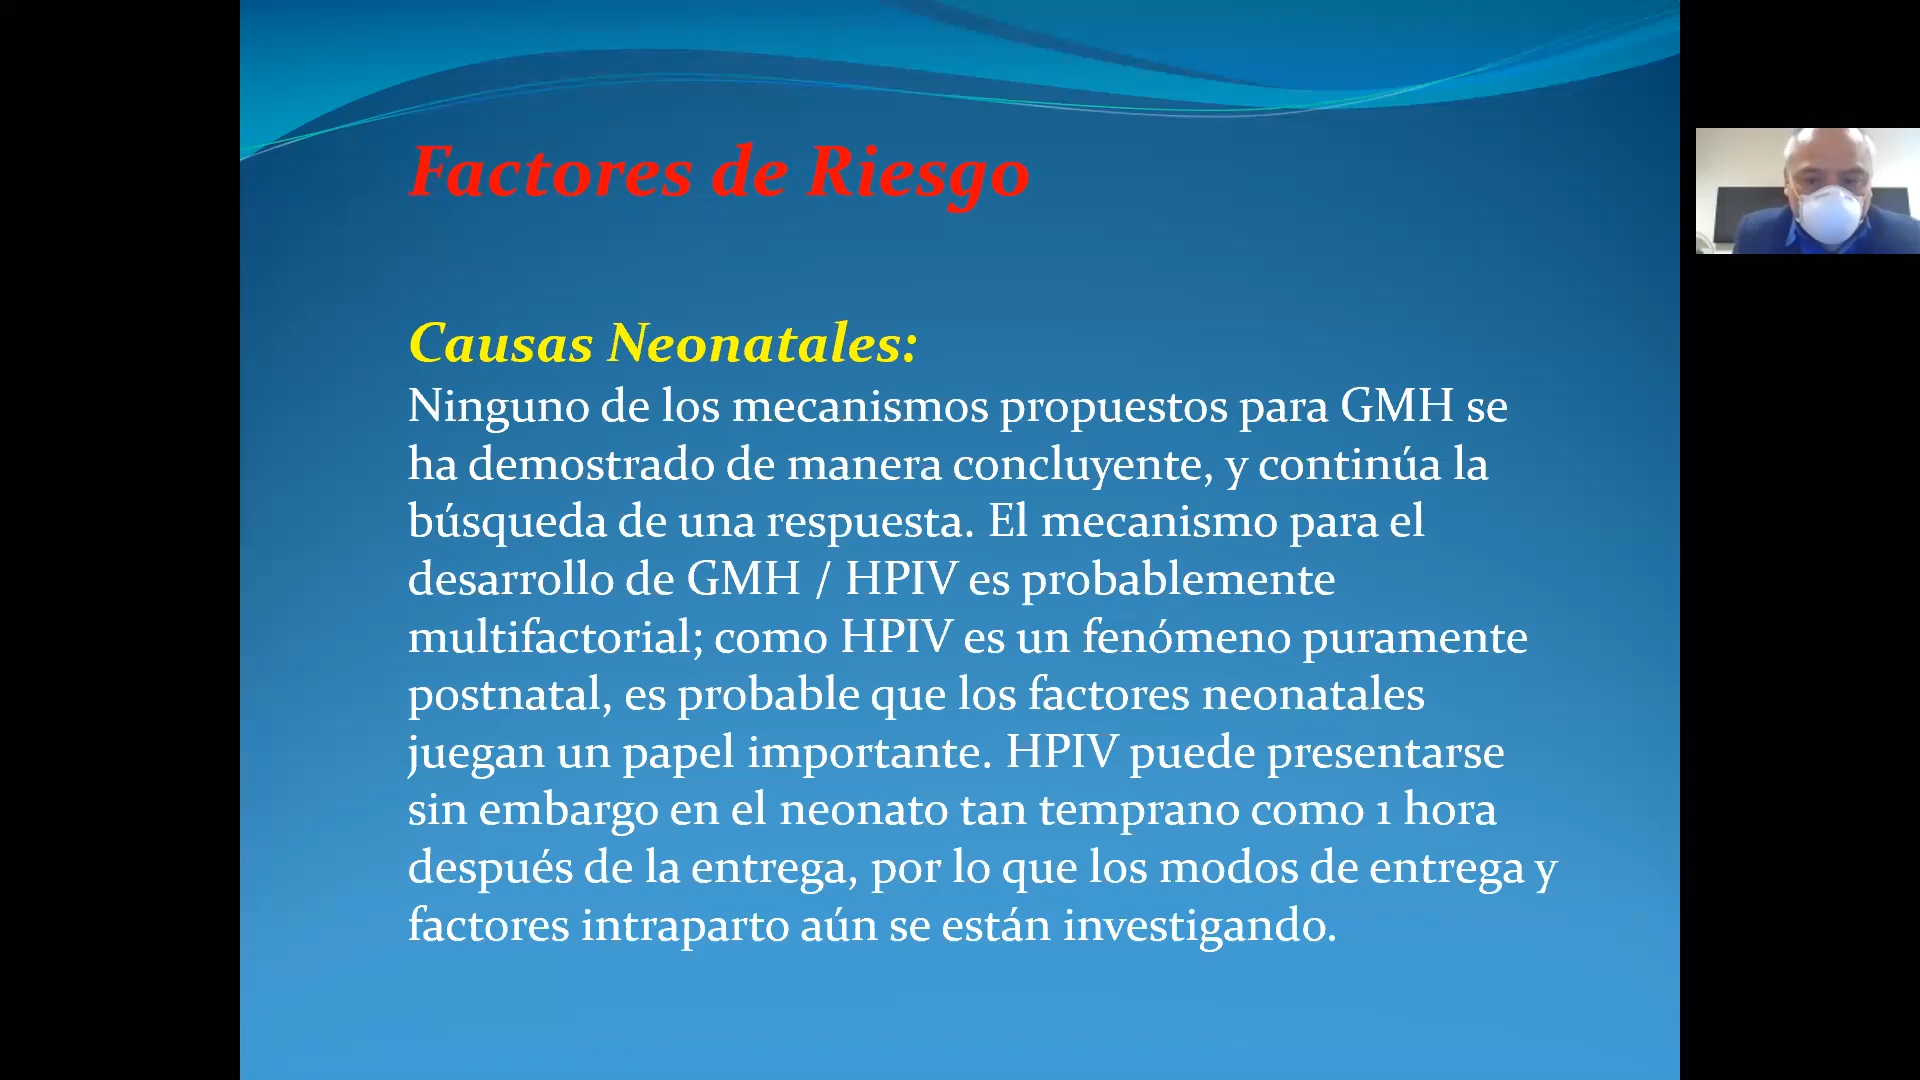 Factores de Riesgo
Causas Neonatales:
Ninguno de los mecanismos propuestos para GMH se
ha demostrado de manera concluyente, y continúa la
búsqueda de una respuesta. El mecanismo para el
desarrollo de GMH / HPIV es probablemente
multifactorial; como HPIV es un fenómeno puramente
postnatal, es probable que los factores neonatales
juegan un papel importante. HPIV puede presentarse
sin embargo en el neonato tan temprano como 1 hora
después de la entrega, por lo que los modos de entrega y
factores intraparto aún se están investigando.